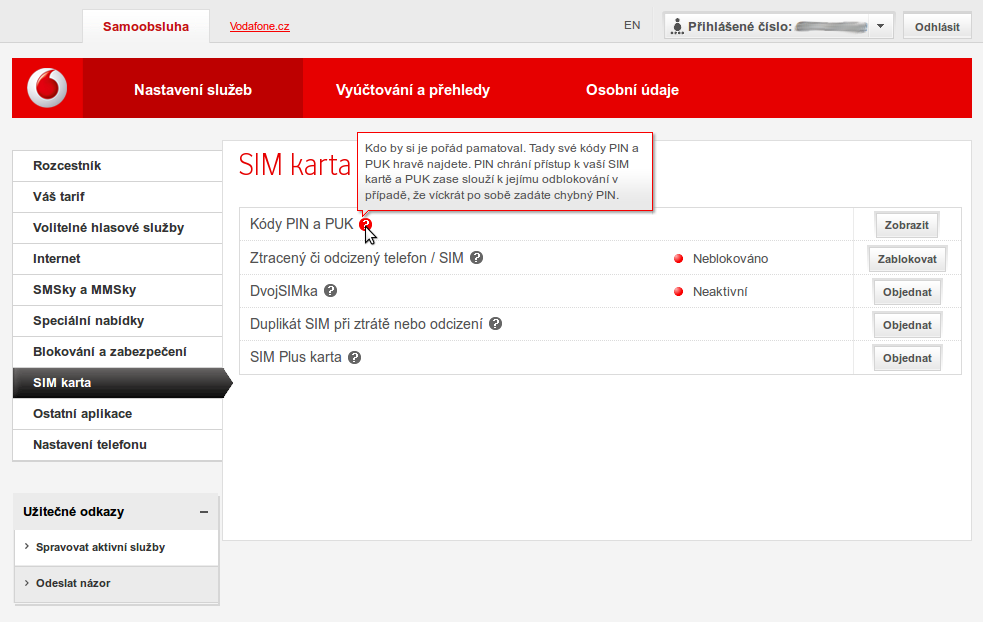 Samoobsluha
Vodafone.cz
EN
Přihlášené číslo:
Odhlásit
Nastavení služeb
Vyúčtování a přehledy
Osobní údaje
Rozcestník
Váš tarif
Volitelné hlasové služby
Internet
SMSky a MMSky
Speciální nabídky
Blokování a zabezpečení
SIM karta
Ostatní aplikace
Nastavení telefonu
Užitečné odkazy
Spravovat aktivní služby
Odeslat názor
SIM karta
Kdo by si je pořád pamatoval. Tady své kódy PIN a
PUK hravě najdete. PIN chrání přístup k vaší SIM
kartě a PUK zase slouží k jejímu odblokování v
případě, že víckrát po sobě zadáte chybný PIN.
Kódy PIN a PUK ? Zobrazit
Ztracený či odcizený telefon / SIM ? Neblokováno Zablokovat
DvojSIMka ? Neaktivní Objednat
Duplikát SIM při ztrátě nebo odcizení ? Objednat
SIM Plus karta ? Objednat